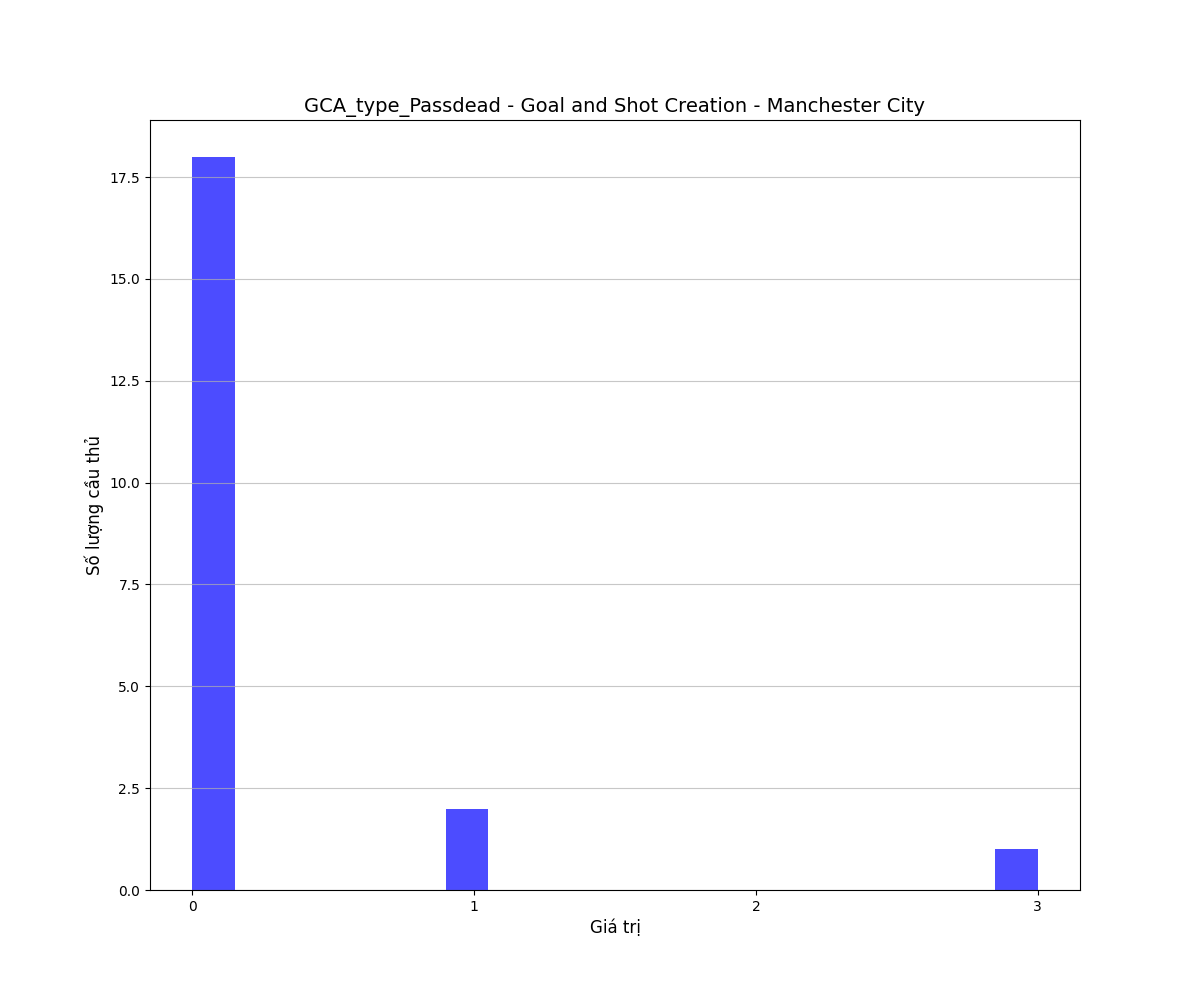 GCA_type_Passdead - Goal and Shot Creation - Manchester City
17.5
15.0
12.5
10.0
7.5
5.0
2.5
0.0
Số lượng cầu thủ
0 1 2 3
Giá trị